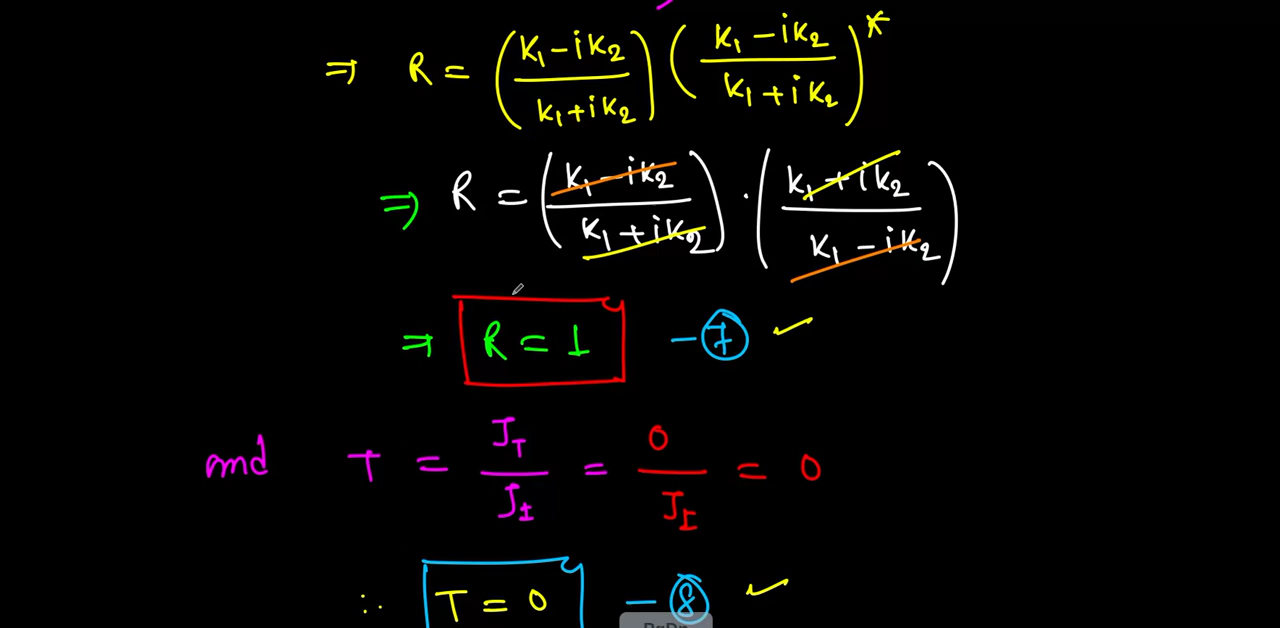 ⇒ R = ((K₁ - iK₂)/(K₁ + iK₂)) ((K₁ - iK₂)/(K₁ + iK₂))*
⇒ R = ((K₁ - iK₂)/(K₁ + iK₂)) · ((K₁ + iK₂)/(K₁ - iK₂))
⇒ R = 1 - ⑦ ✓
and T = J_T/J_I = 0/J_I = 0
∴ T = 0 - ⑧ ✓